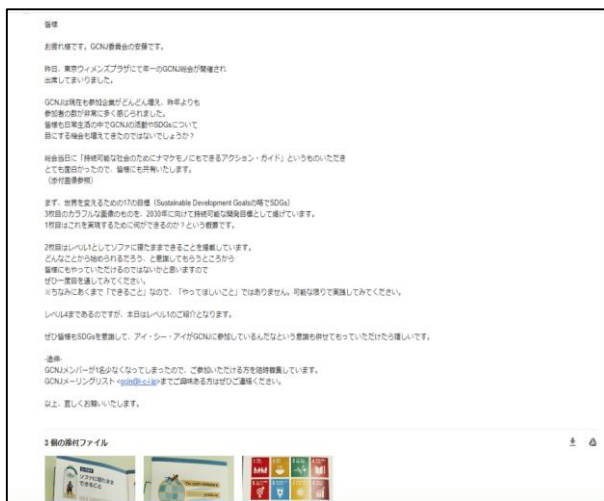 皆様
お疲れ様です。GCNJ委員会の安藤です。
昨日、東京ウィメンズプラザにて年一のGCNJ総会が開催され
出席してまいりました。
GCNJは現在も参加企業がどんどん増え、昨年よりも
参加者の数が非常に多く感じられました。
皆様も日常生活の中でGCNJの活動やSDGsについて
目にする機会も増えてきたのではないでしょうか?
総会当日に「持続可能な社会のためにナマケモノにもできるアクション・ガイド」というものいただき
とても面白かったので、皆様にも共有いたします。
(添付画像参照)
まず、世界を変えるための17の目標(Sustainable Development Goalsの略でSDGs)
3枚目のカラフルな画像のものを、2030年に向けて持続可能な開発目標として掲げています。
1枚目はこれを実現するために何ができるのか?という概要です。
2枚目はレベル1としてソファに寝たままできることを掲載しています。
どんなことから始められるだろう、と意識してもらうところから
皆様にもやっていただけるのではないかと思いますので
ぜひ一度目を通してみてください。
※ちなみにあくまで「できること」なので、「やってほしいこと」ではありません。可能な限りで実践してみてください。
レベル4まであるのですが、本日はレベル1のご紹介となります。
ぜひ皆様もSDGsを意識して、アイ・シー・アイがGCNJに参加しているんだなという意識も併せてもっていただけたら嬉しいです。
-追伸-
GCNJメンバーが1名少なくなってしまったので、ご参加いただける方を随時募集しています。
GCNJメーリングリスト<gcnj@i-c-i.jp>までご興味ある方はぜひご連絡ください。
以上、宜しくお願いいたします。
3 個の添付ファイル
ソファに寝たまま
できること